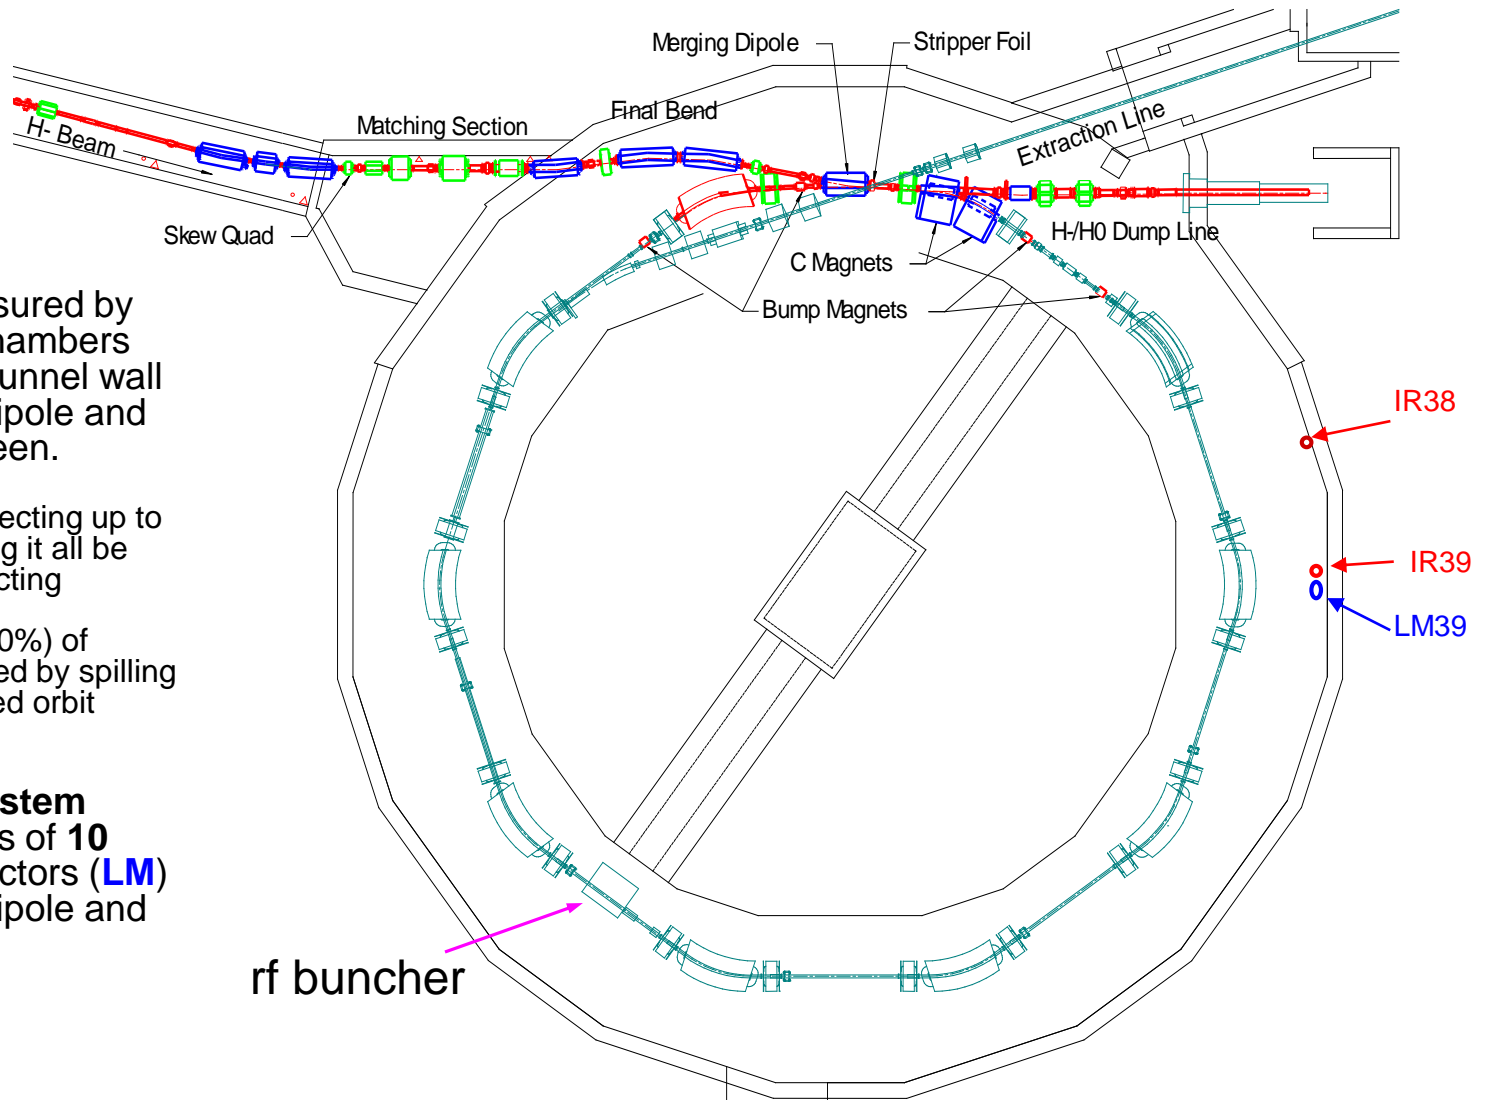 Merging Dipole
Stripper Foil
Final Bend
Matching Section
H- Beam
Extraction Line
Skew Quad
H-/H0 Dump Line
C Magnets
Bump Magnets
sured by
hambers
unnel wall
ipole and
een.
ecting up to
g it all be
cting
0%) of
ed by spilling
ed orbit
stem
s of 10
ctors (LM)
ipole and
IR38
IR39
LM39
rf buncher